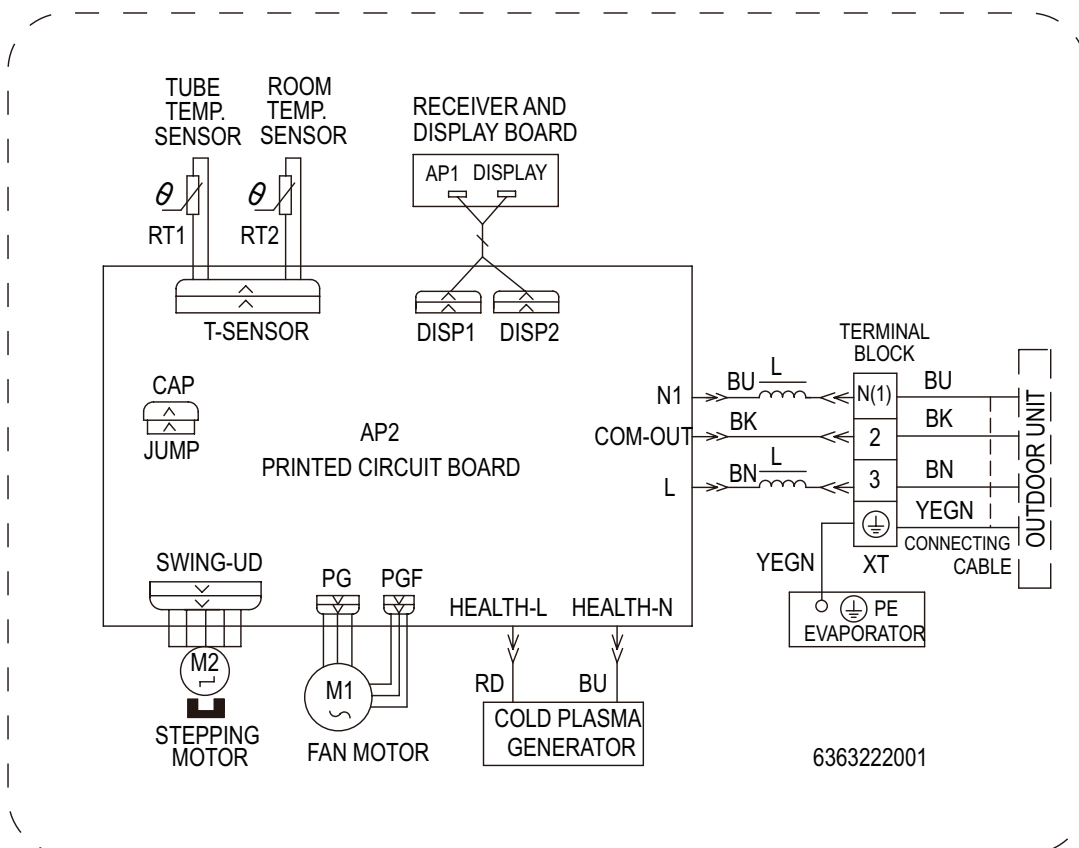 TUBE
TEMP.
SENSOR
ROOM
TEMP.
SENSOR
RECEIVER AND
DISPLAY BOARD
AP1 DISPLAY
θ
RT1
θ
RT2
T-SENSOR
DISP1
DISP2
CAP
JUMP
AP2
PRINTED CIRCUIT BOARD
N1
COM-OUT
L
BU
L
BK
BN
L
TERMINAL
BLOCK
N(1)
2
3
XT
BU
BK
BN
YEGN
CONNECTING
CABLE
OUTDOOR UNIT
YEGN
PE
EVAPORATOR
SWING-UD
M2
STEPPING
MOTOR
PG
PGF
M1
FAN MOTOR
HEALTH-L
HEALTH-N
RD
BU
COLD PLASMA
GENERATOR
6363222001